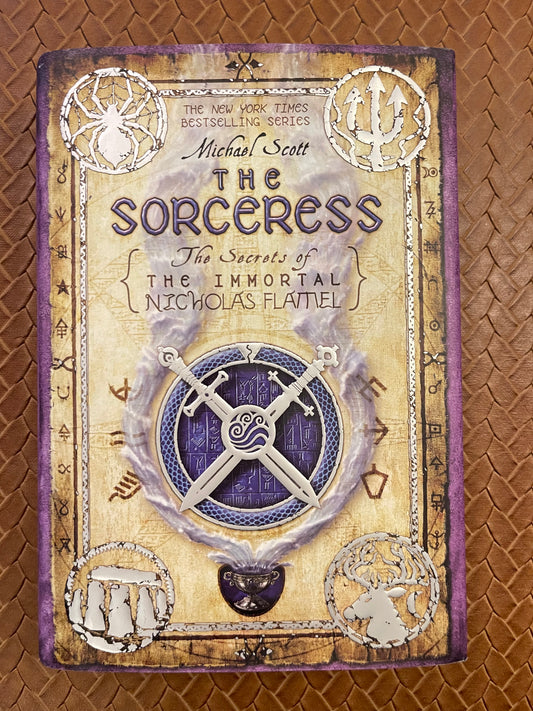 THE NEW YORK TIMES
BESTSELLING SERIES
Michael Scott
THE
SORCERESS
The Secrets of
THE IMMORTAL
NICHOLAS FLAMEL